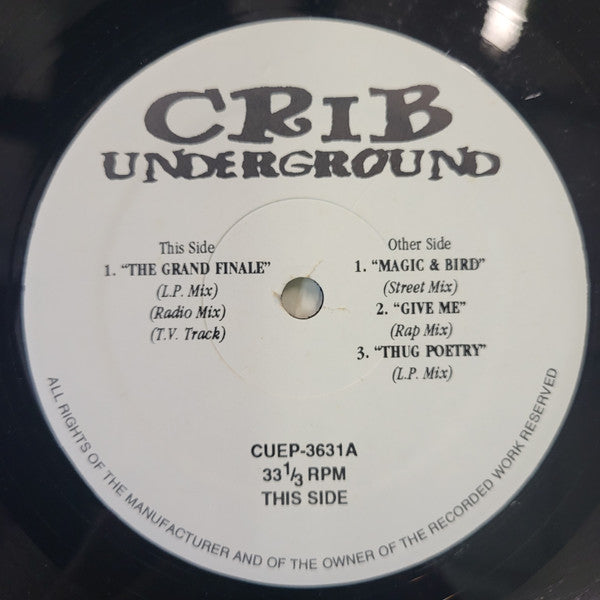 CRIB
UNDERGROUND
This Side
1. "THE GRAND FINALE"
(L.P. Mix)
(Radio Mix)
(T.V. Track)
Other Side
1. "MAGIC & BIRD"
(Street Mix)
2. "GIVE ME"
(Rap Mix)
3. "THUG POETRY"
(L.P. Mix)
CUEP-3631A
33 1/3 RPM
THIS SIDE
ALL RIGHTS OF THE MANUFACTURER AND OF THE OWNER OF THE RECORDED WORK RESERVED